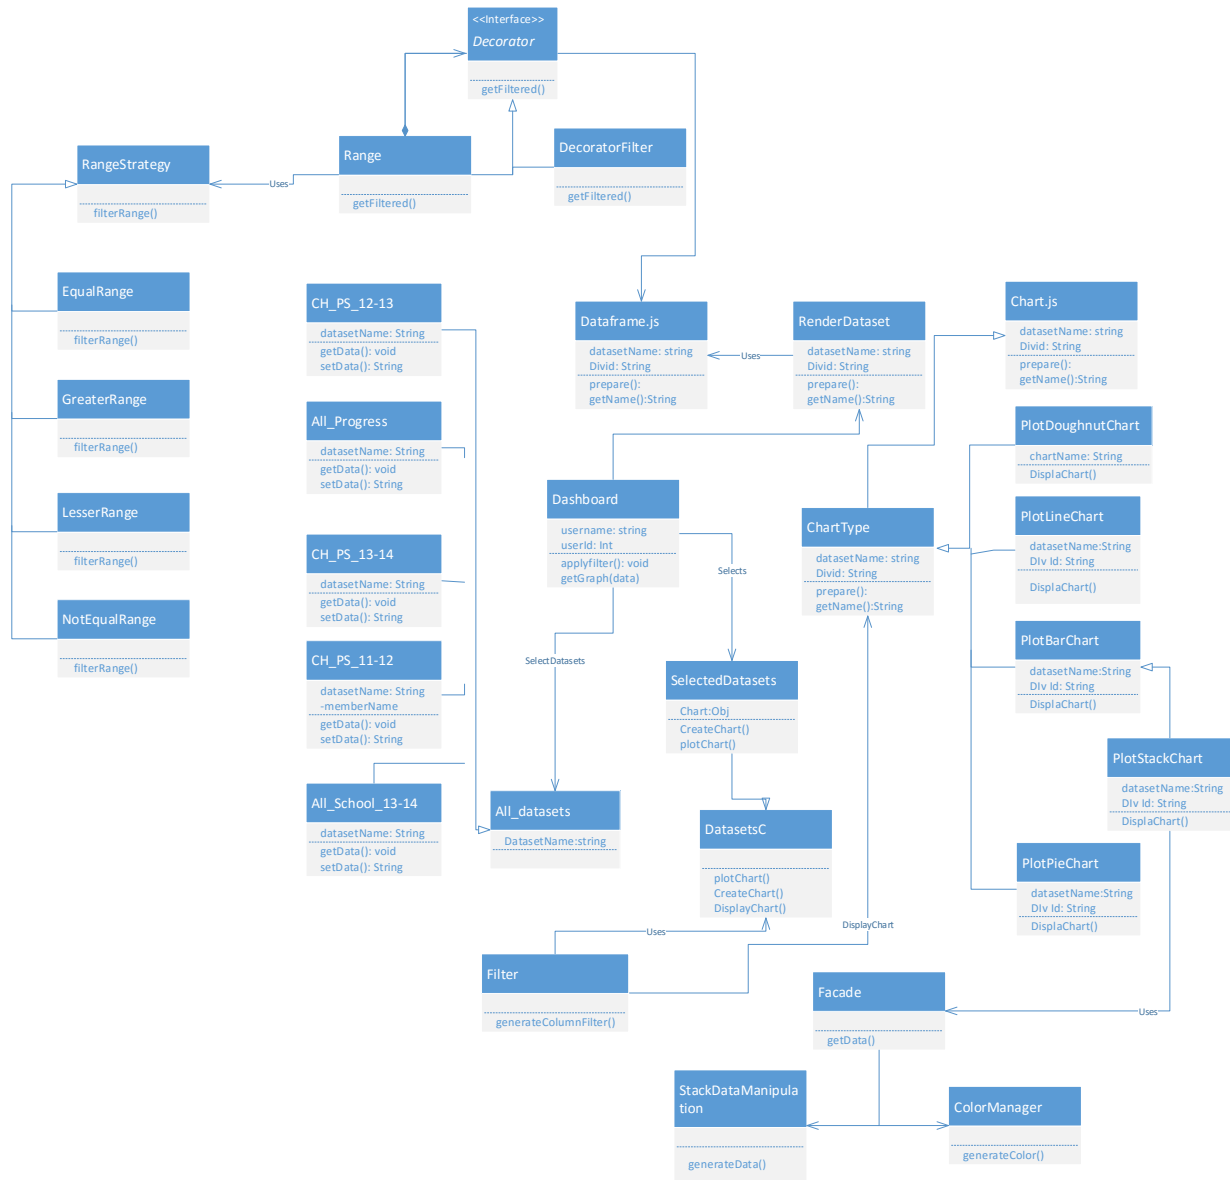 <<Interface>>
Decorator
getFiltered()
Range
getFiltered()
DecoratorFilter
getFiltered()
RangeStrategy
filterRange()
Uses
EqualRange
filterRange()
GreaterRange
filterRange()
LesserRange
filterRange()
NotEqualRange
filterRange()
CH_PS_12-13
datasetName: String
getData(): void
setData(): String
All_Progress
datasetName: String
getData(): void
setData(): String
CH_PS_13-14
datasetName: String
getData(): void
setData(): String
CH_PS_11-12
datasetName: String
-memberName
getData(): void
setData(): String
All_School_13-14
datasetName: String
getData(): void
setData(): String
Dataframe.js
datasetName: string
Divid: String
prepare():
getName():String
Uses
RenderDataset
datasetName: string
Divid: String
prepare():
getName():String
Chart.js
datasetName: string
Divid: String
prepare():
getName():String
Dashboard
username: string
userId: Int
applyfilter(): void
getGraph(data)
Selects
SelectDatasets
ChartType
datasetName: string
Divid: String
prepare():
getName():String
PlotDoughnutChart
chartName: String
DisplaChart()
PlotLineChart
datasetName:String
DIv Id: String
DisplaChart()
PlotBarChart
datasetName:String
DIv Id: String
DisplaChart()
PlotStackChart
datasetName:String
DIv Id: String
DisplaChart()
PlotPieChart
datasetName:String
DIv Id: String
DisplaChart()
SelectedDatasets
Chart:Obj
CreateChart()
plotChart()
All_datasets
DatasetName:string
DatasetsC
plotChart()
CreateChart()
DisplayChart()
Uses
DisplayChart
Filter
generateColumnFilter()
Facade
getData()
Uses
StackDataManipula
tion
generateData()
ColorManager
generateColor()